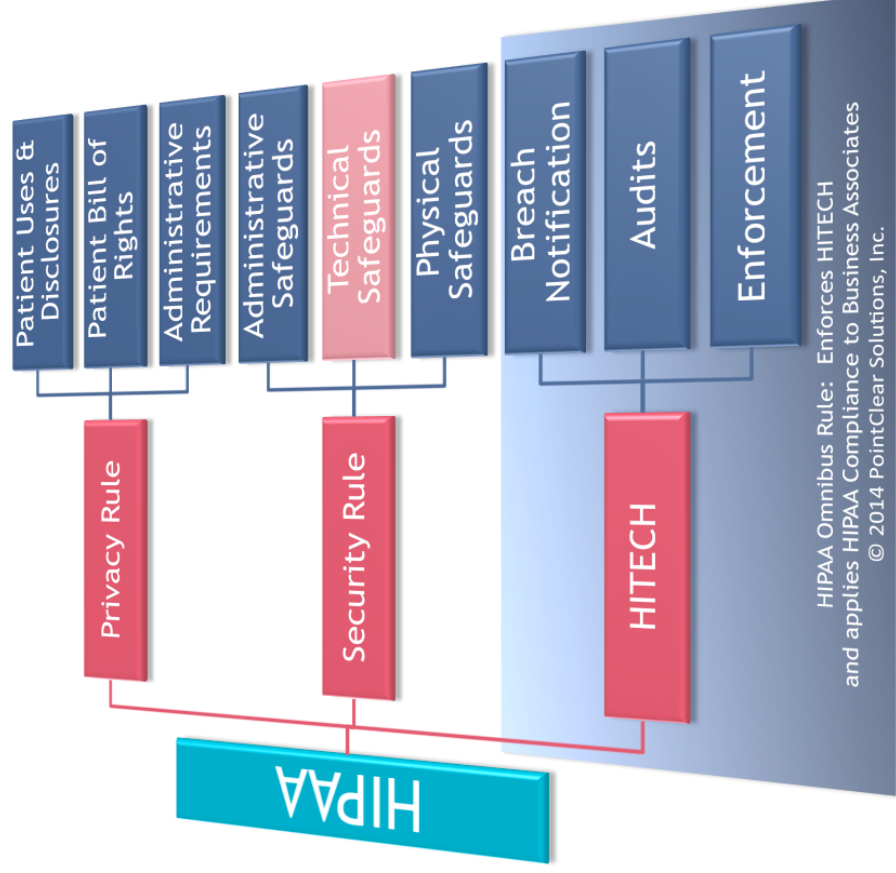 HIPAA
Privacy Rule
Patient Uses &
Disclosures
Patient Bill of
Rights
Administrative
Requirements
Security Rule
Administrative
Safeguards
Technical
Safeguards
Physical
Safeguards
HITECH
Breach
Notification
Audits
Enforcement
HIPAA Omnibus Rule: Enforces HITECH
and applies HIPAA Compliance to Business Associates
© 2014 PointClear Solutions, Inc.